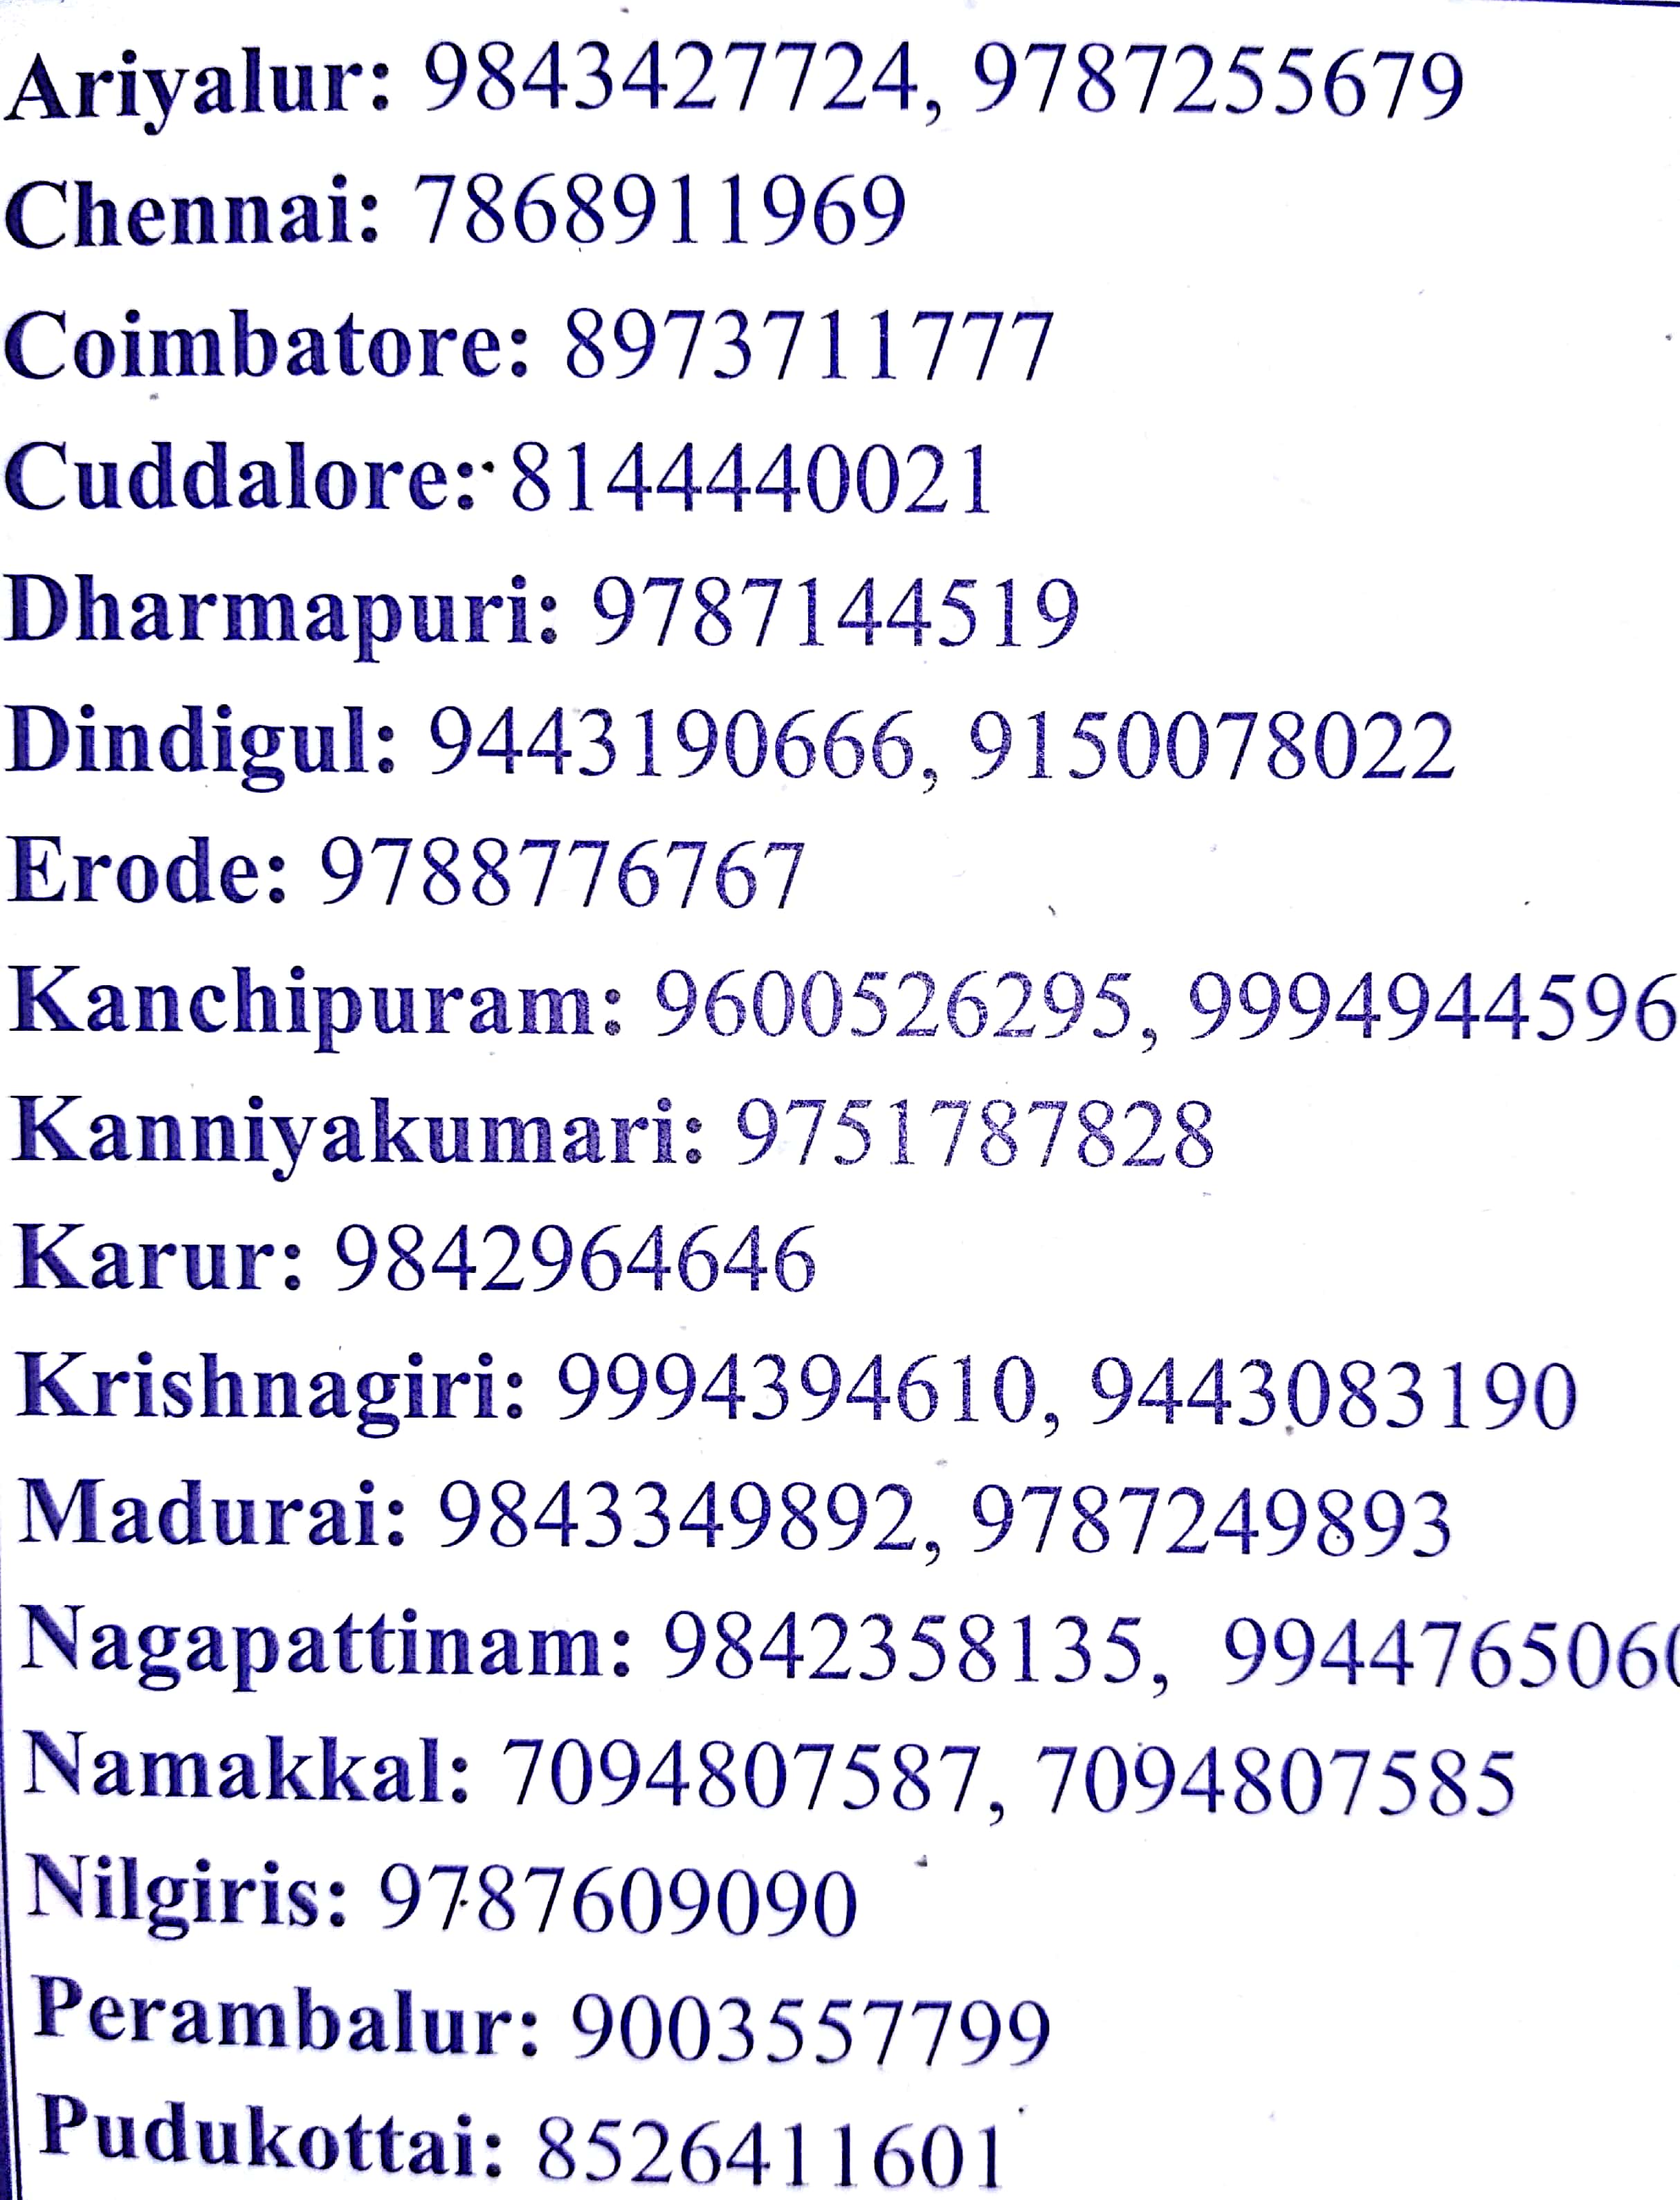 Ariyalur: 9843427724, 9787255679
Chennai: 7868911969
Coimbatore: 8973711777
Cuddalore: 8144440021
Dharmapuri: 9787144519
Dindigul: 9443190666, 9150078022
Erode: 9788776767
Kanchipuram: 9600526295, 9994944596
Kanniyakumari: 9751787828
Karur: 9842964646
Krishnagiri: 9994394610, 9443083190
Madurai: 9843349892, 9787249893
Nagapattinam: 9842358135, 9944765060
Namakkal: 7094807587, 7094807585
Nilgiris: 9787609090
Perambalur: 9003557799
Pudukottai: 8526411601